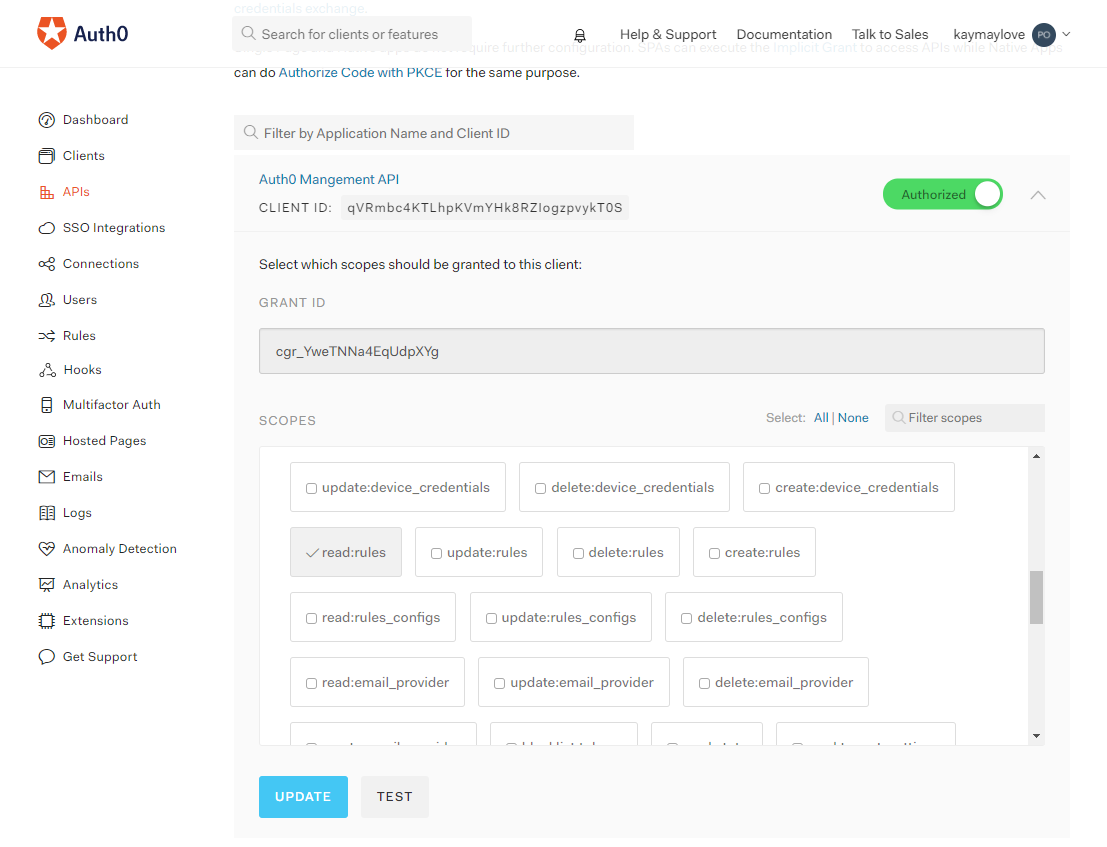 credentials exchange.
Auth0
Search for clients or features
Help & Support
Documentation
Talk to Sales
kaymaylove
PO
require further configuration. SPAs can execute the Implicit Grant to access APIs while Native Apps
can do Authorize Code with PKCE for the same purpose.
Dashboard
Clients
APIs
SSO Integrations
Connections
Users
Rules
Hooks
Multifactor Auth
Hosted Pages
Emails
Logs
Anomaly Detection
Analytics
Extensions
Get Support
Filter by Application Name and Client ID
Auth0 Mangement API
CLIENT ID: qVRmbc4KTLhpKVmYHk8RZIogzpvykT0S
Authorized
Select which scopes should be granted to this client:
GRANT ID
cgr_YweTNNa4EqUdpXYg
SCOPES
Select: All | None
Filter scopes
update:device_credentials delete:device_credentials create:device_credentials
read:rules update:rules delete:rules create:rules
read:rules_configs update:rules_configs delete:rules_configs
read:email_provider update:email_provider delete:email_provider
UPDATE
TEST